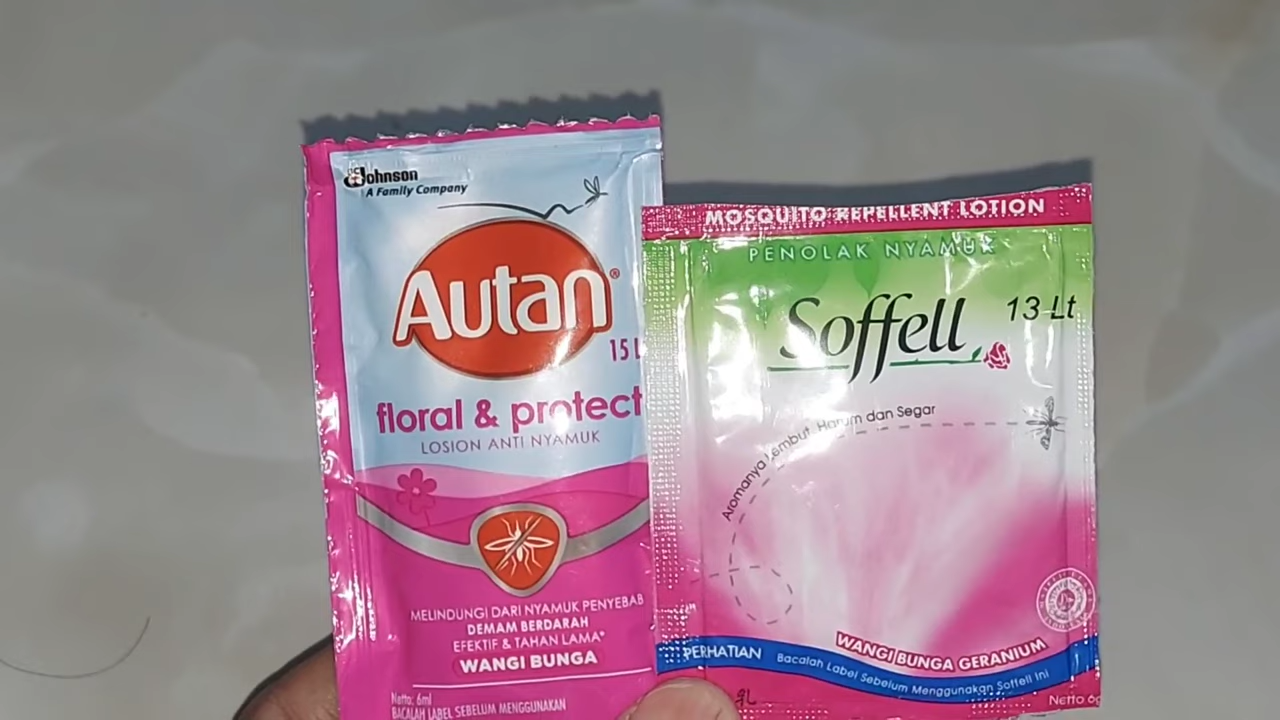 Johnson
A Family Company
Autan®
15
floral & protect
LOSION ANTI NYAMUK
MELINDUNGI DARI NYAMUK PENYEBAB
DEMAM BERDARAH
EFEKTIF & TAHAN LAMA*
WANGI BUNGA
Netto: 6ml
BACALAH LABEL SEBELUM MENGGUNAKAN
MOSQUITO REPELLENT LOTION
PENOLAK NYAMUK
Soffell
13 Lt
Aromanya Lembut, Harum dan Segar
WANGI BUNGA GERANIUM
PERHATIAN Bacalah Label Sebelum Menggunakan Soffell Ini
Netto 6g